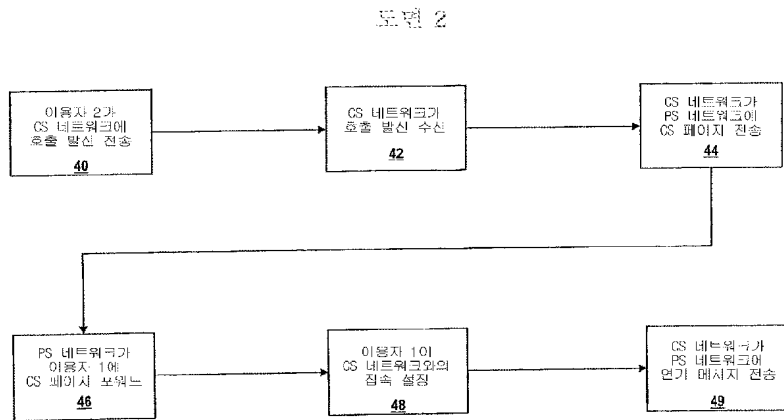 도면 2
이용자 2가
CS 네트워크에
호출 발신 전송
40
CS 네트워크가
호출 발신 수신
42
CS 네트워크가
PS 네트워크에
CS 페이지 전송
44
PS 네트워크가
이용자 1에
CS 페이지 포워드
46
이용자 1이
CS 네트워크와의
접속 설정
48
CS 네트워크가
PS 네트워크에
연기 메시지 전송
49